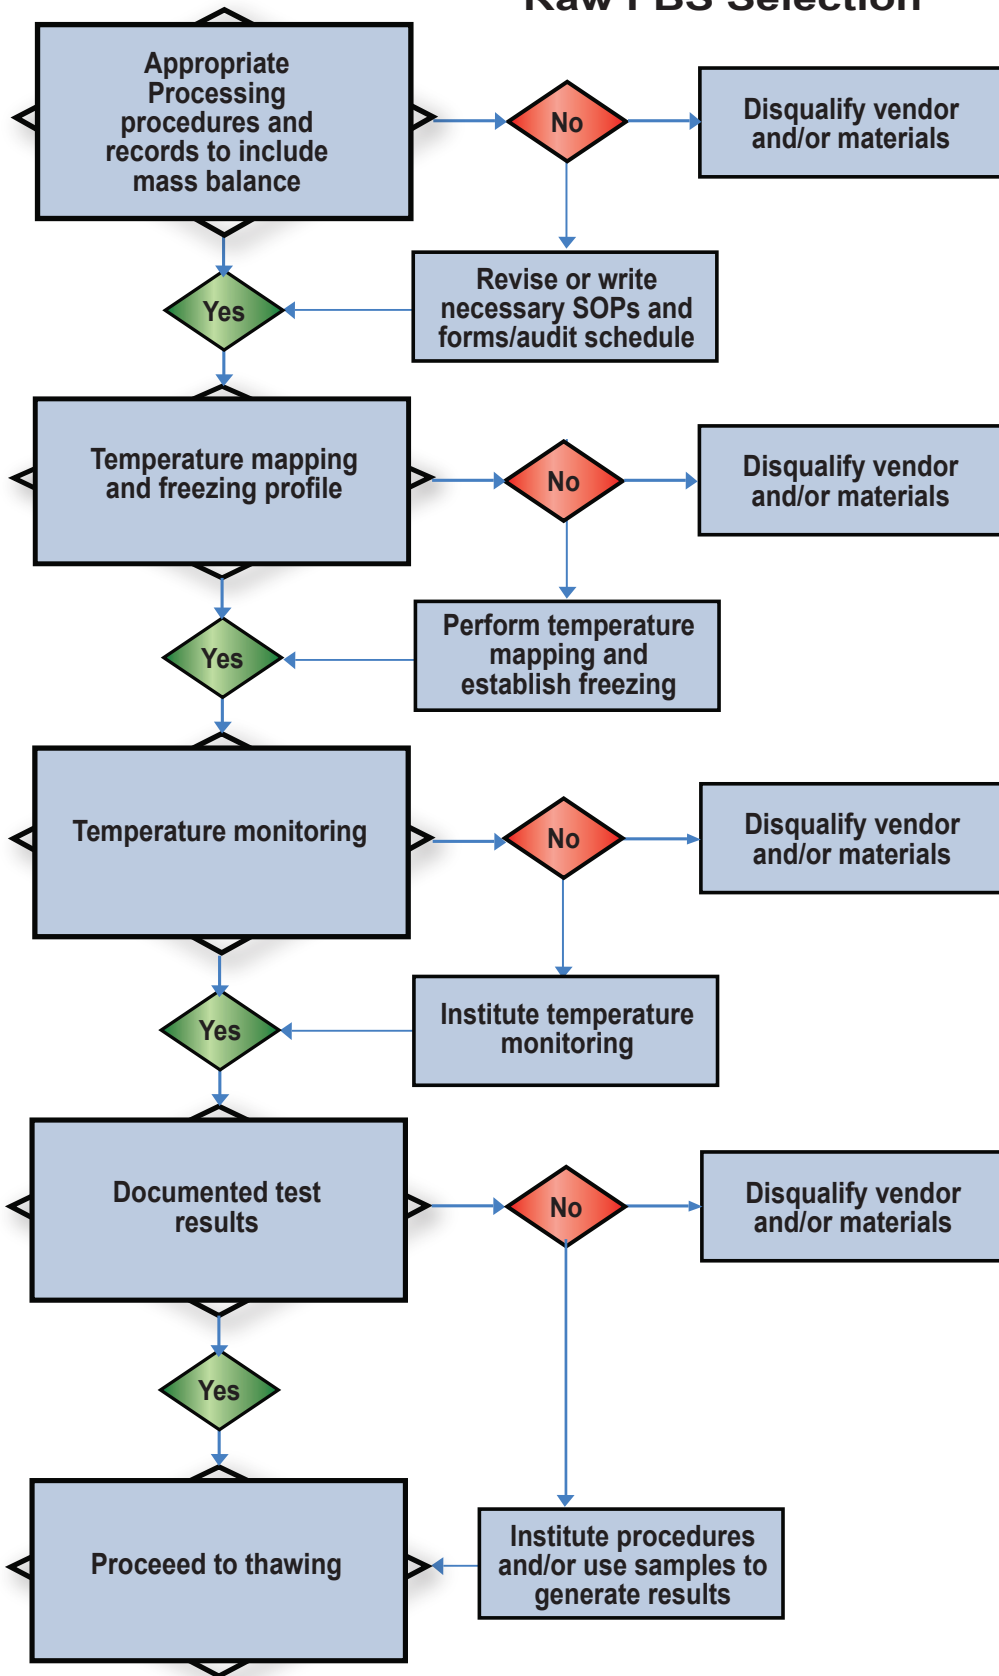 Raw FBS Selection
Appropriate
Processing
procedures and
records to include
mass balance
No
Disqualify vendor
and/or materials
Revise or write
necessary SOPs and
forms/audit schedule
Yes
Temperature mapping
and freezing profile
No
Disqualify vendor
and/or materials
Perform temperature
mapping and
establish freezing
Yes
Temperature monitoring
No
Disqualify vendor
and/or materials
Institute temperature
monitoring
Yes
Documented test
results
No
Disqualify vendor
and/or materials
Yes
Proceeed to thawing
Institute procedures
and/or use samples to
generate results